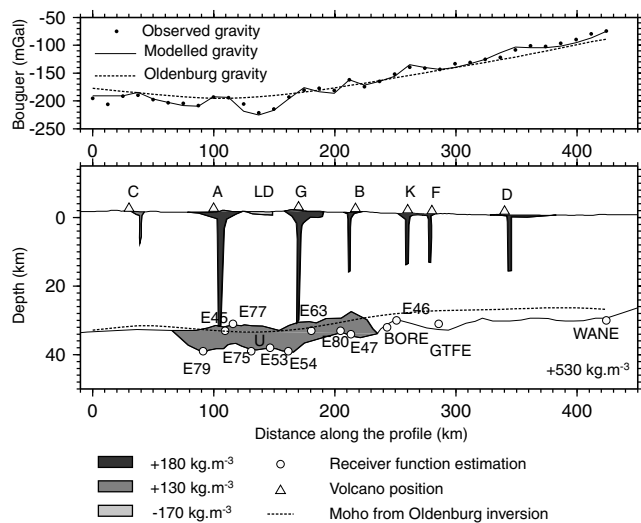 -50
-100
-150
-200
-250
Bouguer (mGal)
Observed gravity
Modelled gravity
Oldenburg gravity
0 100 200 300 400
C A LD G B K F D
0
20
40
Depth (km)
E45 E77 E63 E46
U
E79 E75 E53 E54 E80 E47 BORE GTFE WANE
+530 kg.m-3
0 100 200 300 400
Distance along the profile (km)
+180 kg.m-3 Receiver function estimation
+130 kg.m-3 Volcano position
-170 kg.m-3 Moho from Oldenburg inversion